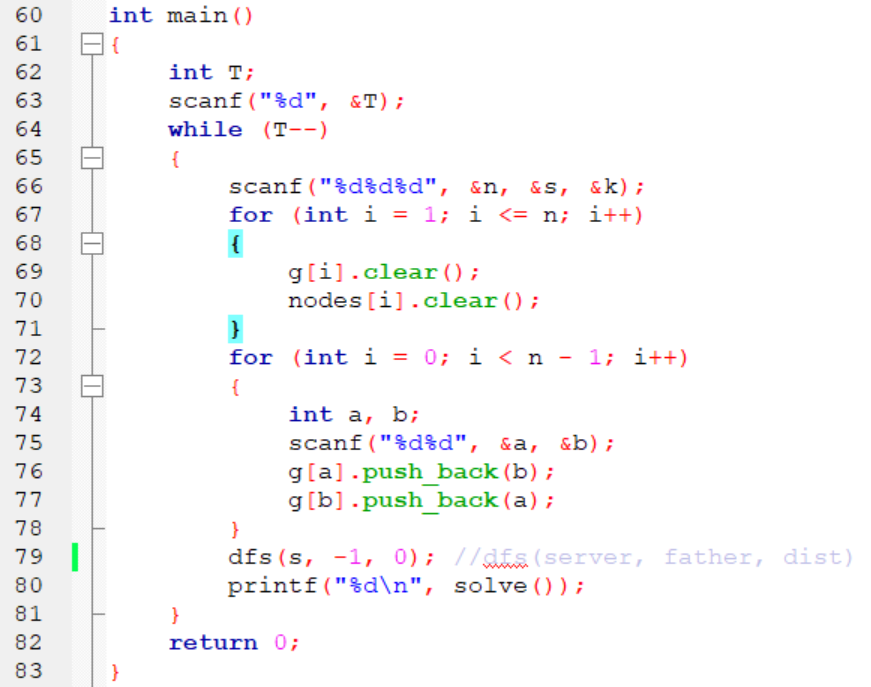 60 int main()
61 {
62     int T;
63     scanf("%d", &T);
64     while (T--)
65     {
66         scanf("%d%d%d", &n, &s, &k);
67         for (int i = 1; i <= n; i++)
68         {
69             g[i].clear();
70             nodes[i].clear();
71         }
72         for (int i = 0; i < n - 1; i++)
73         {
74             int a, b;
75             scanf("%d%d", &a, &b);
76             g[a].push_back(b);
77             g[b].push_back(a);
78         }
79         dfs(s, -1, 0); //dfs(server, father, dist)
80         printf("%d\n", solve());
81     }
82     return 0;
83 }